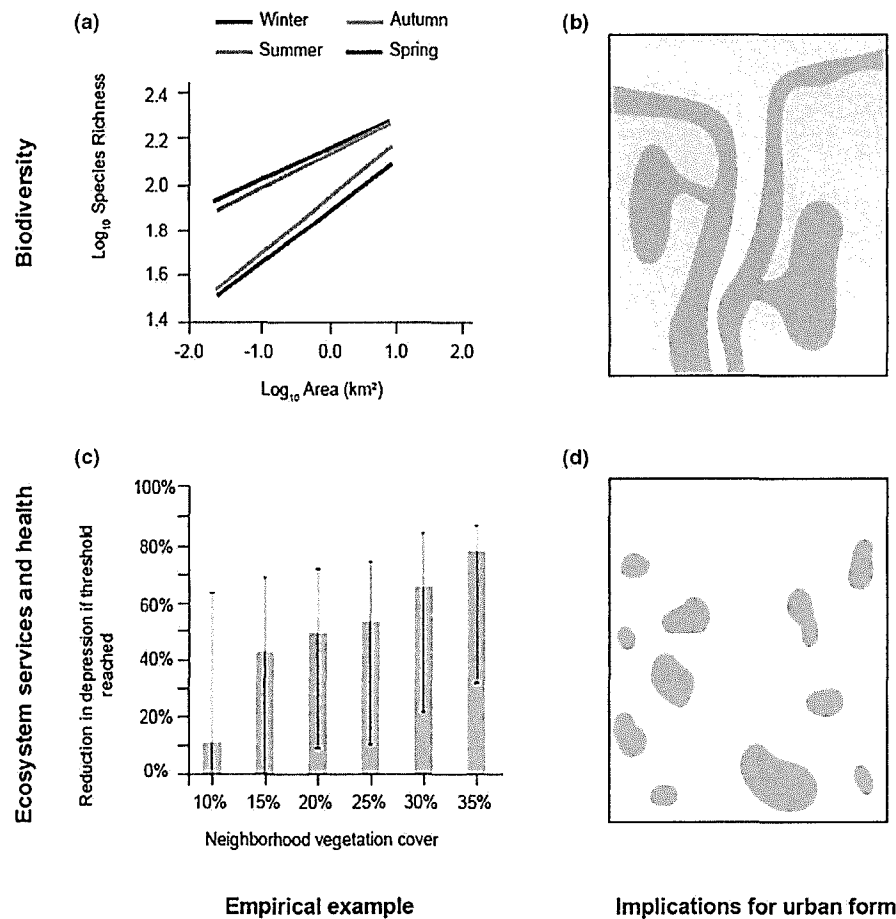 (a)
Winter
Autumn
Summer
Spring
Biodiversity
Log10 Species Richness
2.4
2.2
2.0
1.8
1.6
1.4
-2.0 -1.0 0.0 1.0 2.0
Log10 Area (km²)
(b)
Ecosystem services and health
(c)
Reduction in depression if threshold
reached
100%
80%
60%
40%
20%
0%
10% 15% 20% 25% 30% 35%
Neighborhood vegetation cover
(d)
Empirical example
Implications for urban form